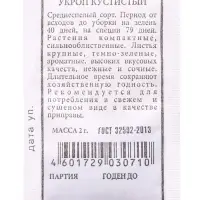 УКРОП КУСТИСТЫЙ
Среднеспелый сорт. Период от
всходов до уборки на зелень
40 дней, на специи 79 дней.
Растения компактные,
сильнооблиственные. Листья
крупные, темно-зеленые,
ароматные, высоких вкусовых
качеств, нежные и сочные.
Длительное время сохраняют
хозяйственную годность.
Рекомендуется для
потребления в свежем и
сушеном виде в качестве
приправы.
МАССА 2 г. ГОСТ 32592-2013
4 601729 030710
ПАРТИЯ ГОДЕН ДО
дата уп.